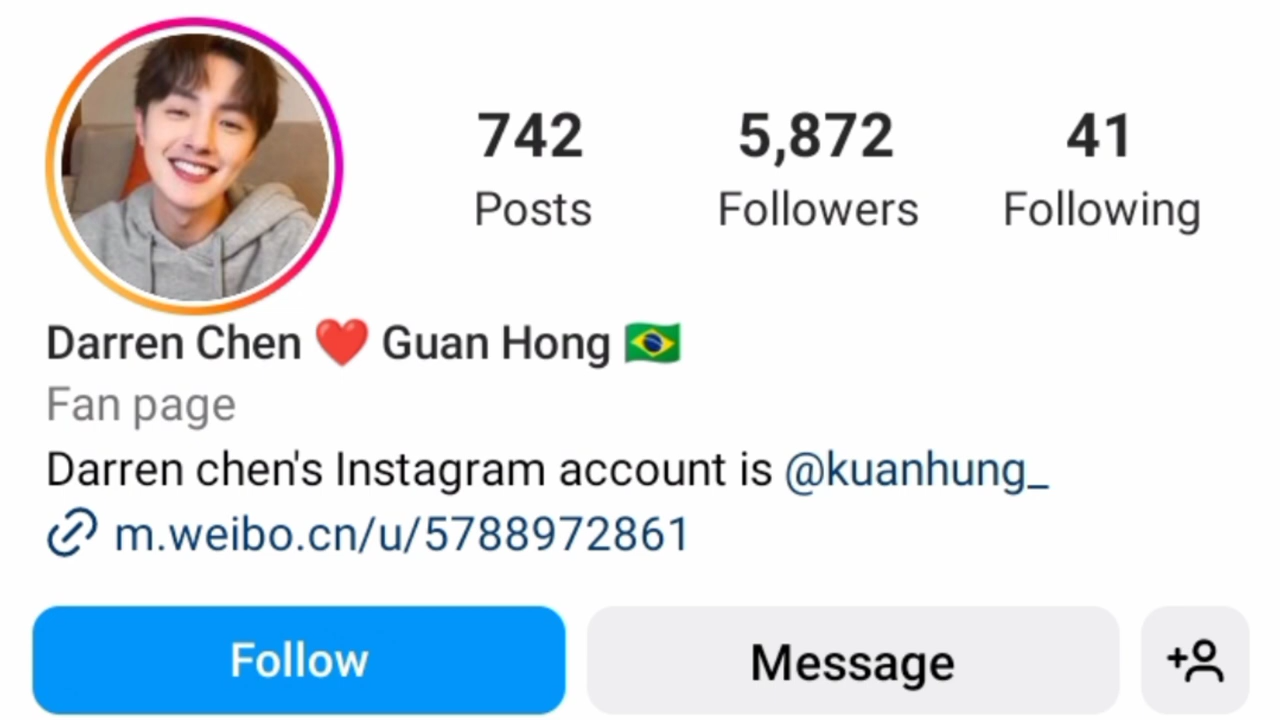 742 5,872 41
Posts Followers Following
Darren Chen ❤️ Guan Hong 🇧🇷
Fan page
Darren chen's Instagram account is @kuanhung_
m.weibo.cn/u/5788972861
Follow Message